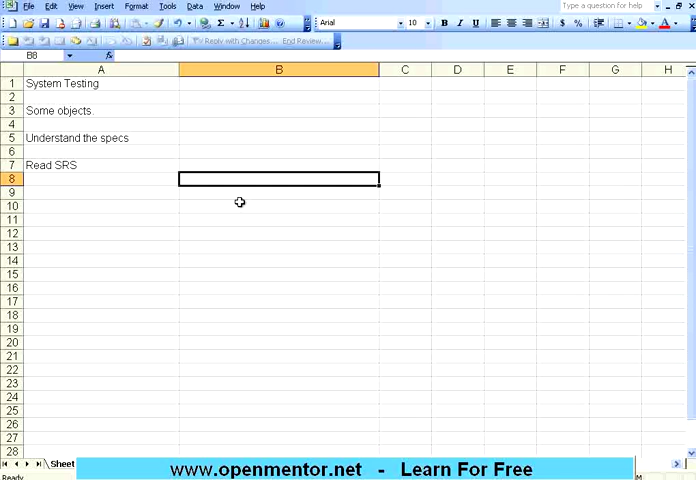 File Edit View Insert Format Tools Data Window Help Type a question for help
Arial 10 B I U $ %
Reply with Changes... End Review...
B8 fx
A B C D E F G H
1 System Testing
2
3 Some objects
4
5 Understand the specs
6
7 Read SRS
8
9
10
11
12
13
14
15
16
17
18
19
20
21
22
23
24
25
26
27
28
Sheet
www.openmentor.net - Learn For Free
Ready